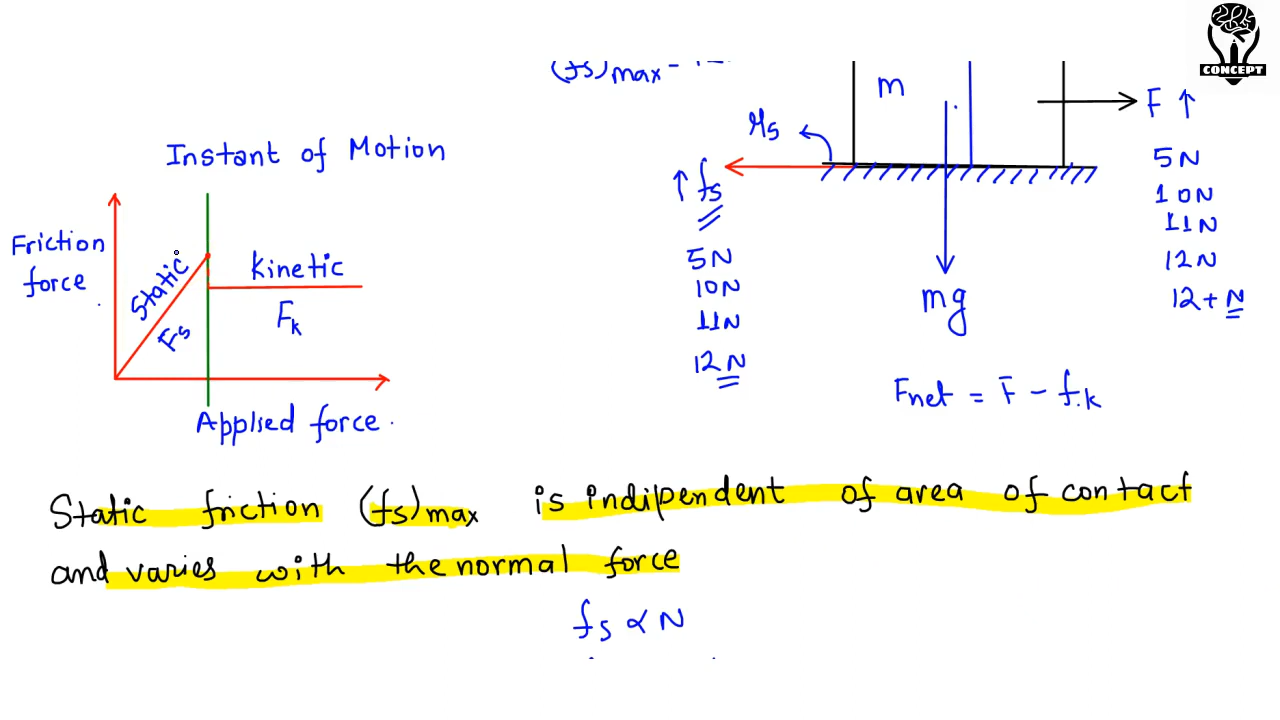 CONCEPT
(fs)max =
m
F ↑
μs
Instant of Motion
5N
10N
11N
12N
12+ N
↑ fs
5N
10N
11N
12N
Friction
force
Static
Fs
kinetic
Fk
mg
Applied force
Fnet = F - f.k
Static friction (fs)max is indipendent of area of contact
and varies with the normal force
fs ∝ N